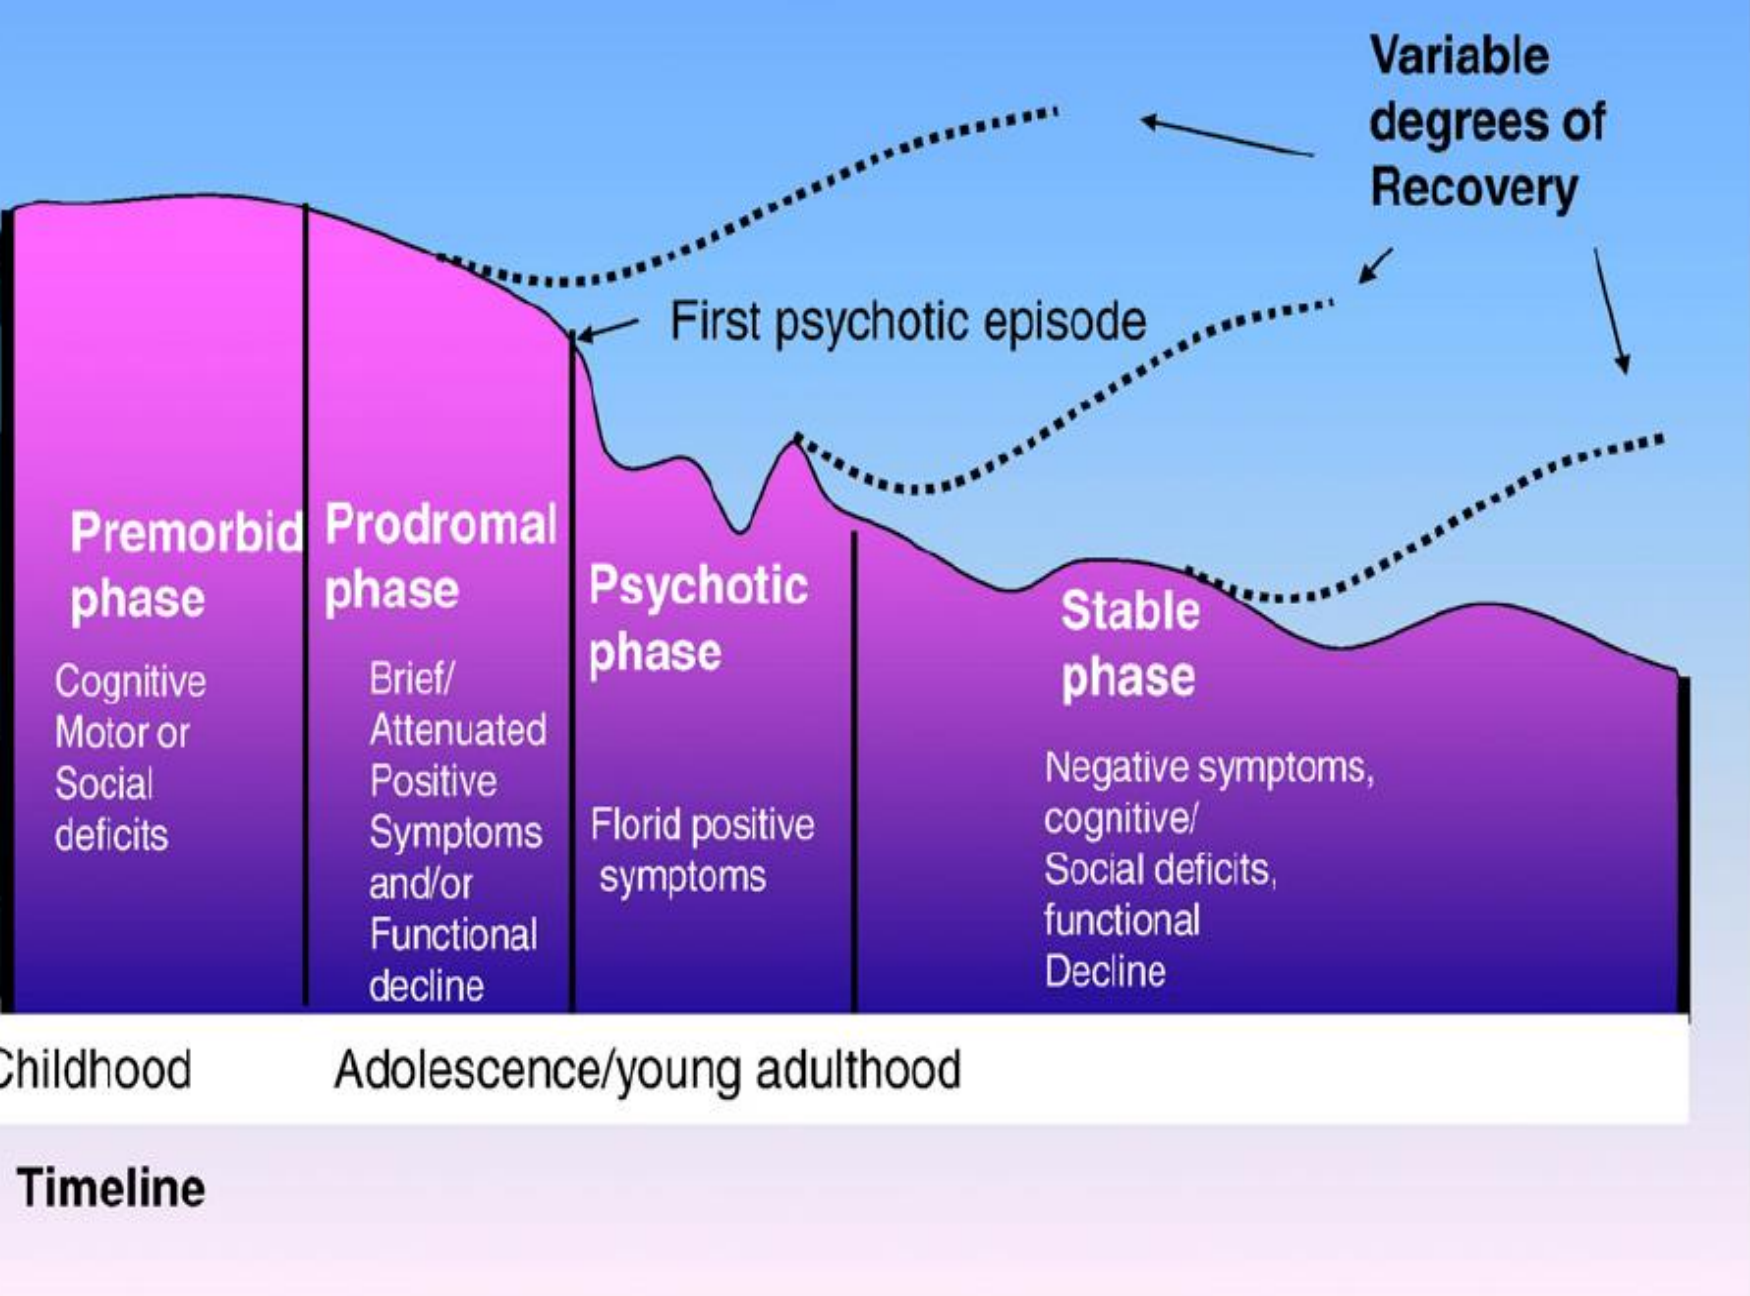 Variable
degrees of
Recovery
First psychotic episode
Premorbid
phase
Cognitive
Motor or
Social
deficits
Prodromal
phase
Brief/
Attenuated
Positive
Symptoms
and/or
Functional
decline
Psychotic
phase
Florid positive
symptoms
Stable
phase
Negative symptoms,
cognitive/
Social deficits,
functional
Decline
Childhood
Adolescence/young adulthood
Timeline